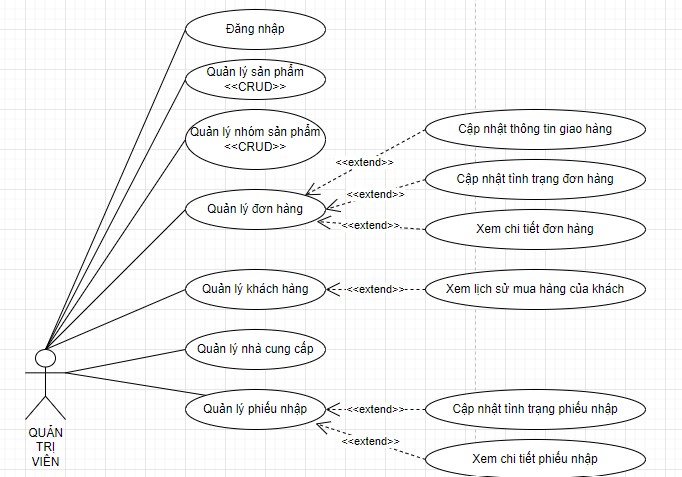 Đăng nhập
Quản lý sản phẩm
<<CRUD>>
Quản lý nhóm sản phẩm
<<CRUD>>
Cập nhật thông tin giao hàng
<<extend>>
Cập nhật tình trạng đơn hàng
<<extend>>
Quản lý đơn hàng
<<extend>>
Xem chi tiết đơn hàng
Quản lý khách hàng
<<extend>>
Xem lịch sử mua hàng của khách
Quản lý nhà cung cấp
Quản lý phiếu nhập
<<extend>>
Cập nhật tình trạng phiếu nhập
<<extend>>
Xem chi tiết phiếu nhập
QUẢN
TRỊ
VIÊN